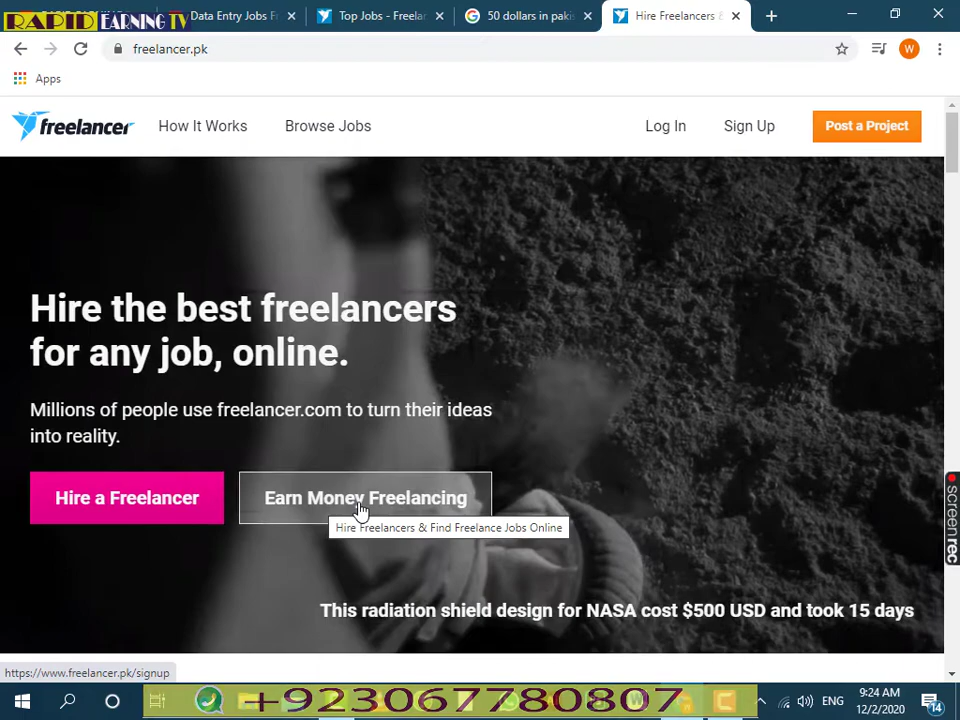 RAPID EARNING TV
Data Entry Jobs F
Top Jobs - Freelan
50 dollars in pakis
Hire Freelancers &
freelancer.pk
W
Apps
freelancer
How It Works
Browse Jobs
Log In
Sign Up
Post a Project
Hire the best freelancers
for any job, online.
Millions of people use freelancer.com to turn their ideas
into reality.
Hire a Freelancer
Earn Money Freelancing
Hire Freelancers & Find Freelance Jobs Online
This radiation shield design for NASA cost $500 USD and took 15 days
screenrec
https://www.freelancer.pk/signup
+923067780807
ENG
9:24 AM
12/2/2020
14